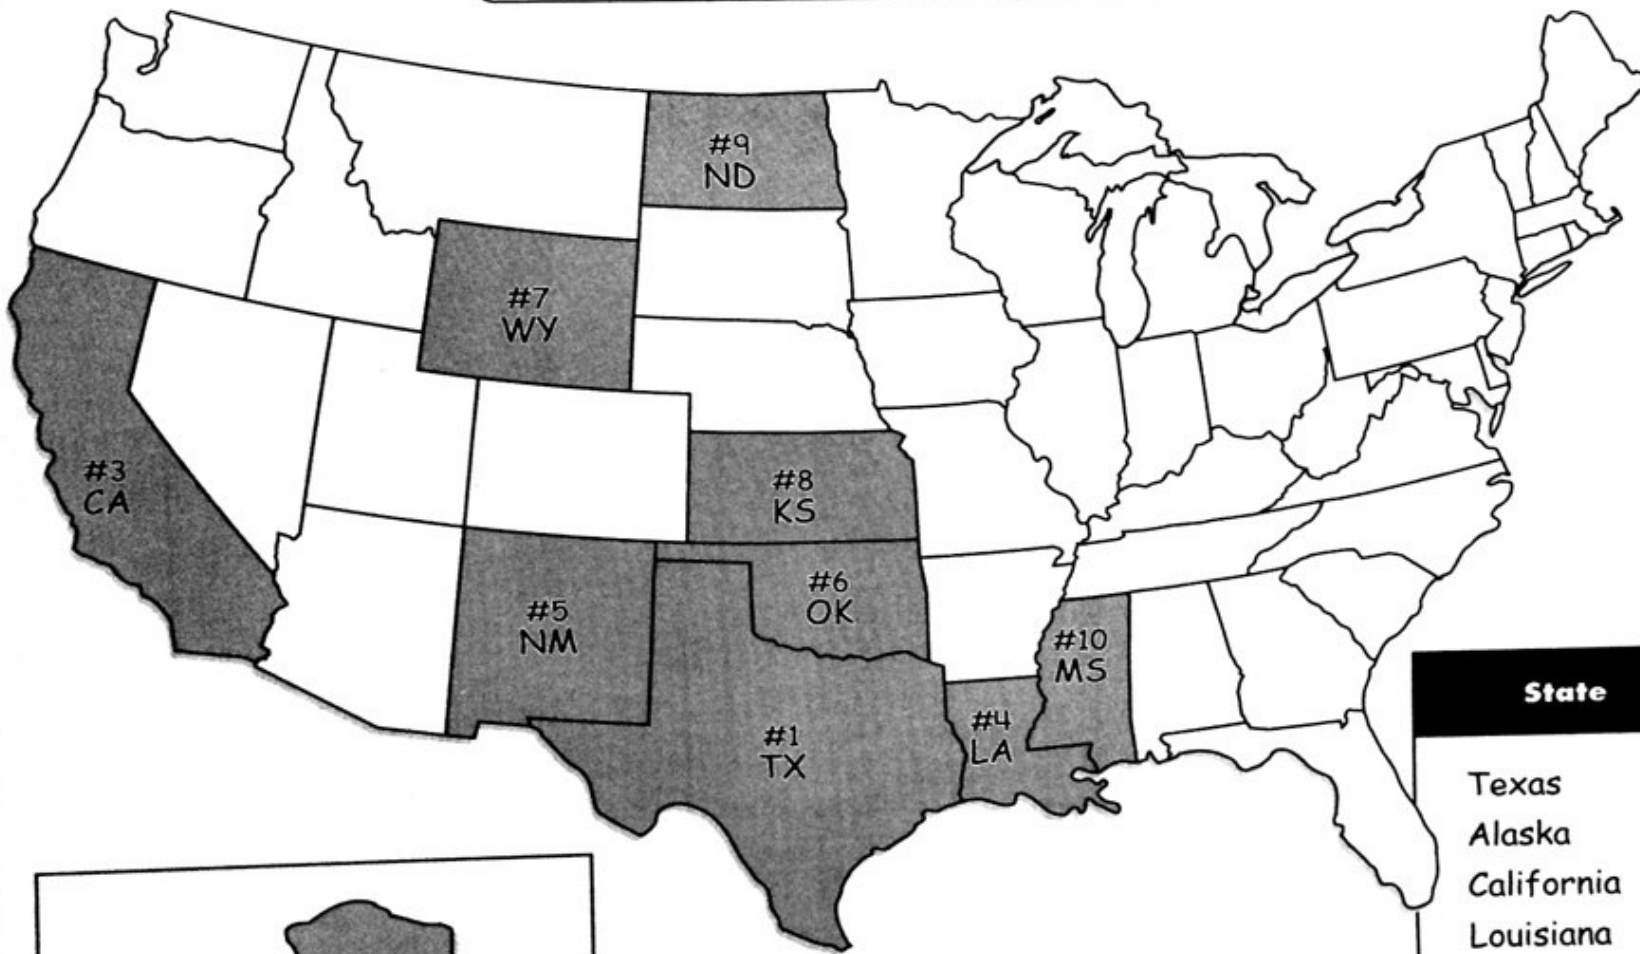 #9
ND
#7
WY
#3
CA
#8
KS
#5
NM
#6
OK
#10
MS
#1
TX
#4
LA
State
Texas
Alaska
California
Louisiana